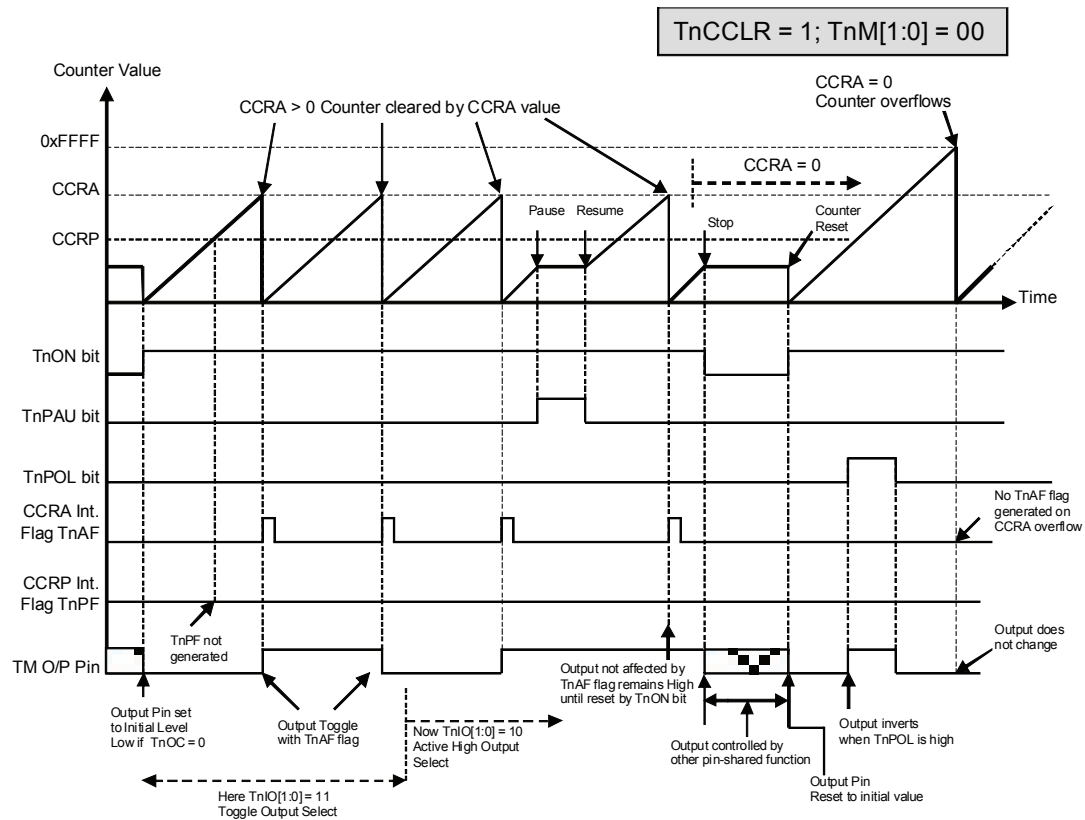 TnCCLR = 1; TnM[1:0] = 00
Counter Value
CCRA > 0 Counter cleared by CCRA value
CCRA = 0
Counter overflows
0xFFFF
CCRA = 0
CCRA
Pause
Resume
Stop
Counter
Reset
CCRP
Time
TnON bit
TnPAU bit
TnPOL bit
CCRA Int.
Flag TnAF
No TnAF flag
generated on
CCRA overflow
CCRP Int.
Flag TnPF
TnPF not
generated
Output does
not change
TM O/P Pin
Output not affected by
TnAF flag remains High
until reset by TnON bit
Output Pin set
to Initial Level
Low if TnOC = 0
Output Toggle
with TnAF flag
Now TnIO[1:0] = 10
Active High Output
Select
Output controlled by
other pin-shared function
Output inverts
when TnPOL is high
Output Pin
Reset to initial value
Here TnIO[1:0] = 11
Toggle Output Select